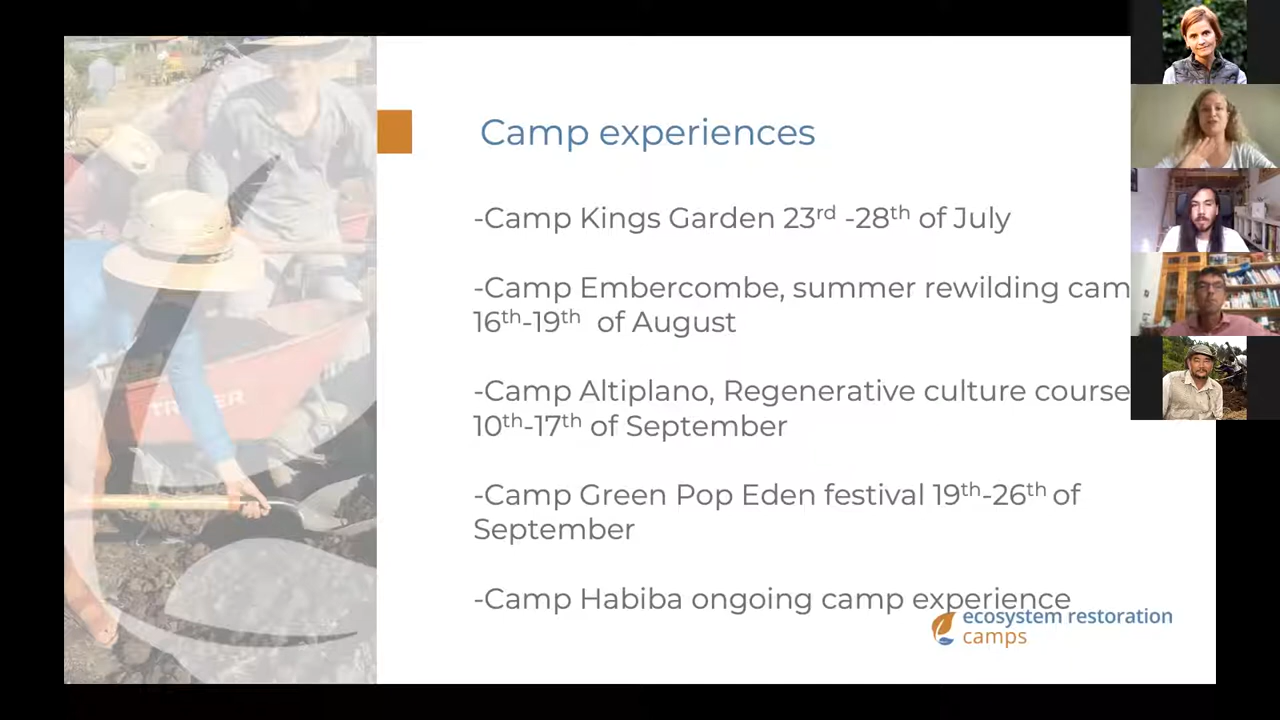 Camp experiences
-Camp Kings Garden 23rd -28th of July
-Camp Embercombe, summer rewilding cam
16th-19th of August
-Camp Altiplano, Regenerative culture course
10th-17th of September
-Camp Green Pop Eden festival 19th-26th of
September
-Camp Habiba ongoing camp experience
ecosystem restoration
camps